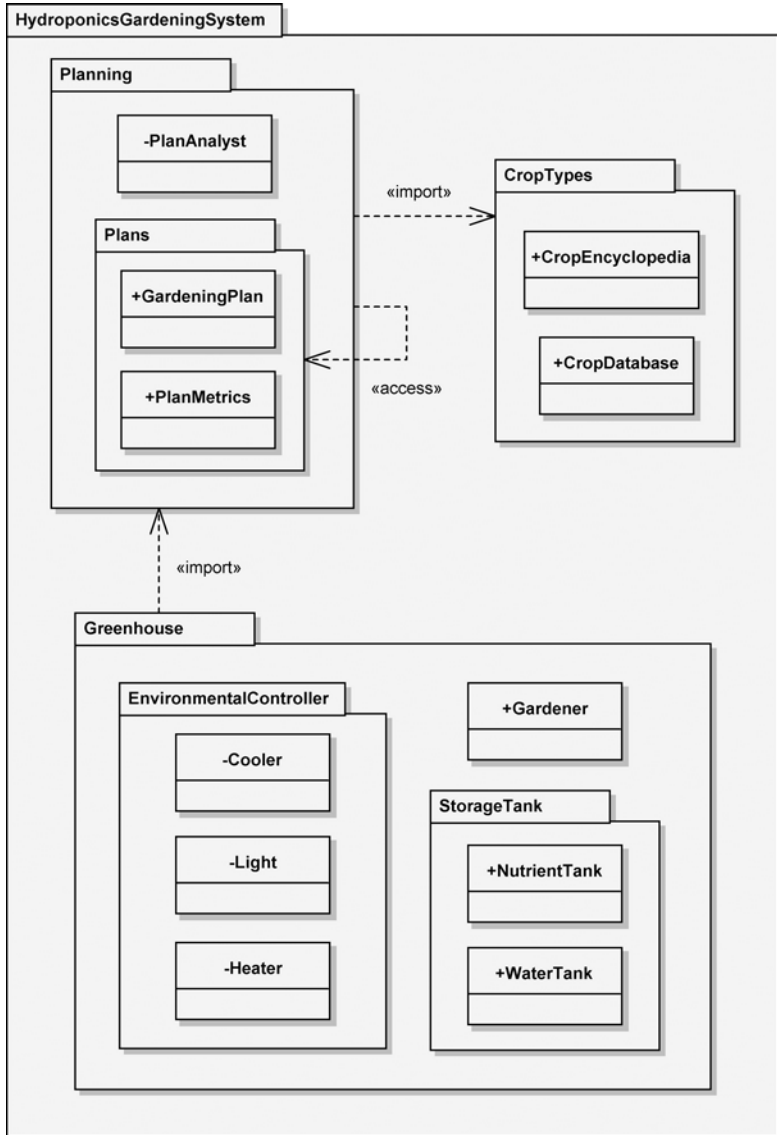 HydroponicsGardeningSystem
Planning
-PlanAnalyst
«import»
CropTypes
Plans
+CropEncyclopedia
+GardeningPlan
+CropDatabase
«access»
+PlanMetrics
«import»
Greenhouse
EnvironmentalController
+Gardener
-Cooler
StorageTank
-Light
+NutrientTank
-Heater
+WaterTank